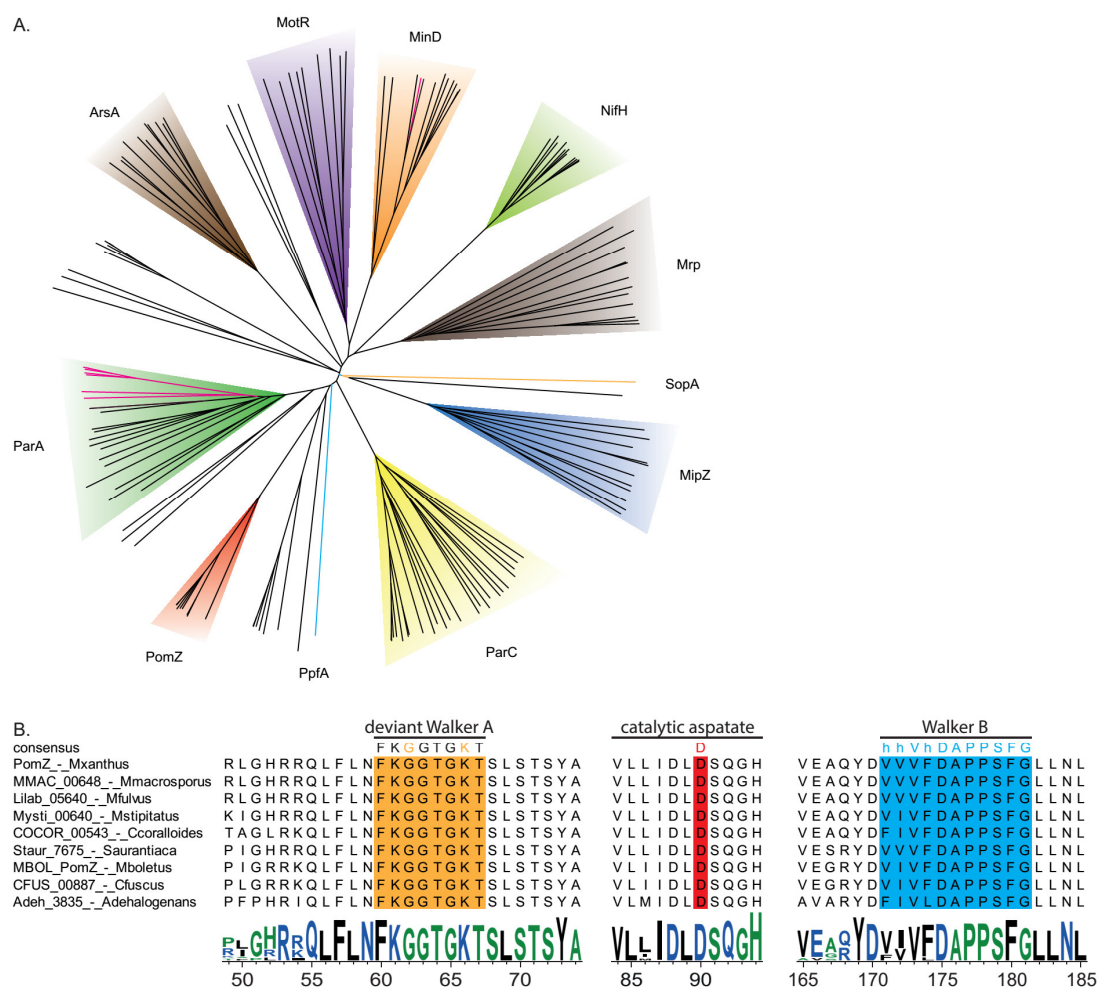 A.
MotR
MinD
ArsA
NifH
Mrp
SopA
ParA
MipZ
PomZ
PpfA
ParC
B.
deviant Walker A catalytic aspatate Walker B
consensus F K G G T G K T D h h V h D A P P S F G
PomZ_-_Mxanthus R L G H R R Q L F L N F K G G T G K T S L S T S Y A V L L I D L D S Q G H V E A Q Y D V V V F D A P P S F G L L N L
MMAC_00648_-_Mmacrosporus R L G H R R Q L F L N F K G G T G K T S L S T S Y A V L L I D L D S Q G H V E A Q Y D V V V F D A P P S F G L L N L
Lilab_05640_-_Mfulvus R L G H R R Q L F L N F K G G T G K T S L S T S Y A V L L I D L D S Q G H V E A Q Y D V V V F D A P P S F G L L N L
Mysti_00640_-_Mstipitatus K I G H R R Q L F L N F K G G T G K T S L S T S Y A V L L I D L D S Q G H V E A Q Y D V I V F D A P P S F G L L N L
COCOR_00543_-_Ccoralloides T A G L R K Q L F L N F K G G T G K T S L S T S Y A V L L I D L D S Q G H V E A Q Y D F I V F D A P P S F G L L N L
Staur_7675_-_Saurantiaca P I G H R R Q L F L N F K G G T G K T S L S T S Y A V L I I D L D S Q G H V E S R Y D V I V F D A P P S F G L L N L
MBOL_PomZ_-_Mboletus P I G R R K Q L F L N F K G G T G K T S L S T S Y A V L I I D L D S Q G H V E G R Y D V I V F D A P P S F G L L N L
CFUS_00887_-_Cfuscus P L G R R K Q L F L N F K G G T G K T S L S T S Y A V L I I D L D S Q G H V E G R Y D V I V F D A P P S F G L L N L
Adeh_3835_-_Adehalogenans P F P H R I Q L F L N F K G G T G K T S L S T S Y A V L M I D L D S Q G H A V A R Y D F I V L D A P P S F G L L N L
50 55 60 65 70 85 90 165 170 175 180 185